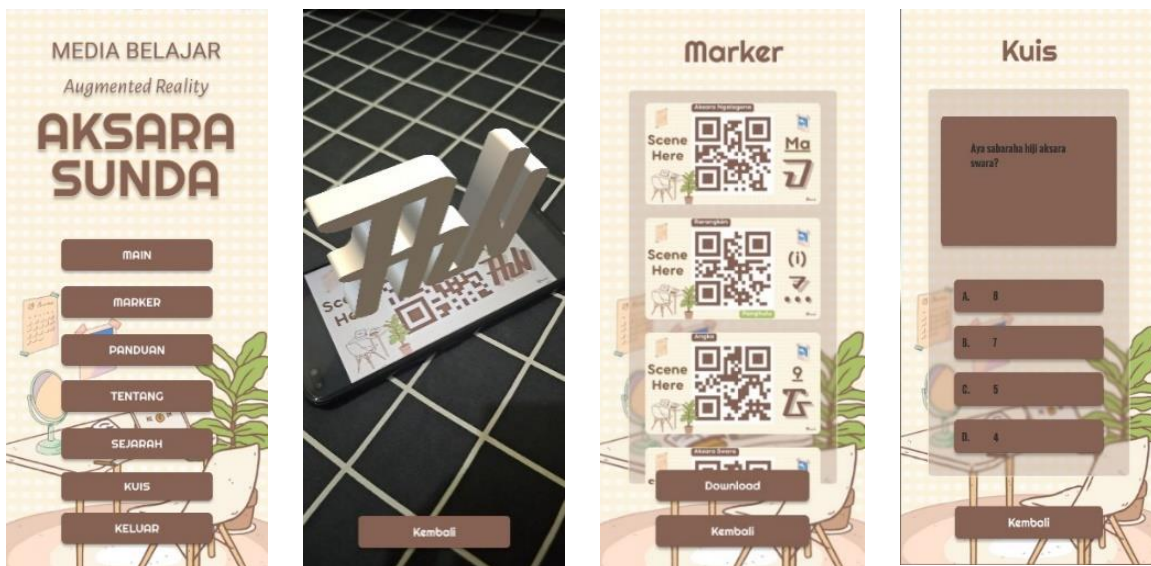 MEDIA BELAJAR
Augmented Reality
AKSARA
SUNDA
MAIN
MARKER
PANDUAN
TENTANG
SEJARAH
KUIS
KELUAR
Kembali
Marker
Aksara Ngalagena
Scene
Here
Ma
ᮙ
Rarangken
Scene
Here
(i)
Panghulu
Angka
Scene
Here
9
Aksara Swara
Download
Kembali
Kuis
Aya sabaraha hiji aksara
swara?
A. 8
B. 7
C. 5
D. 4
Kembali